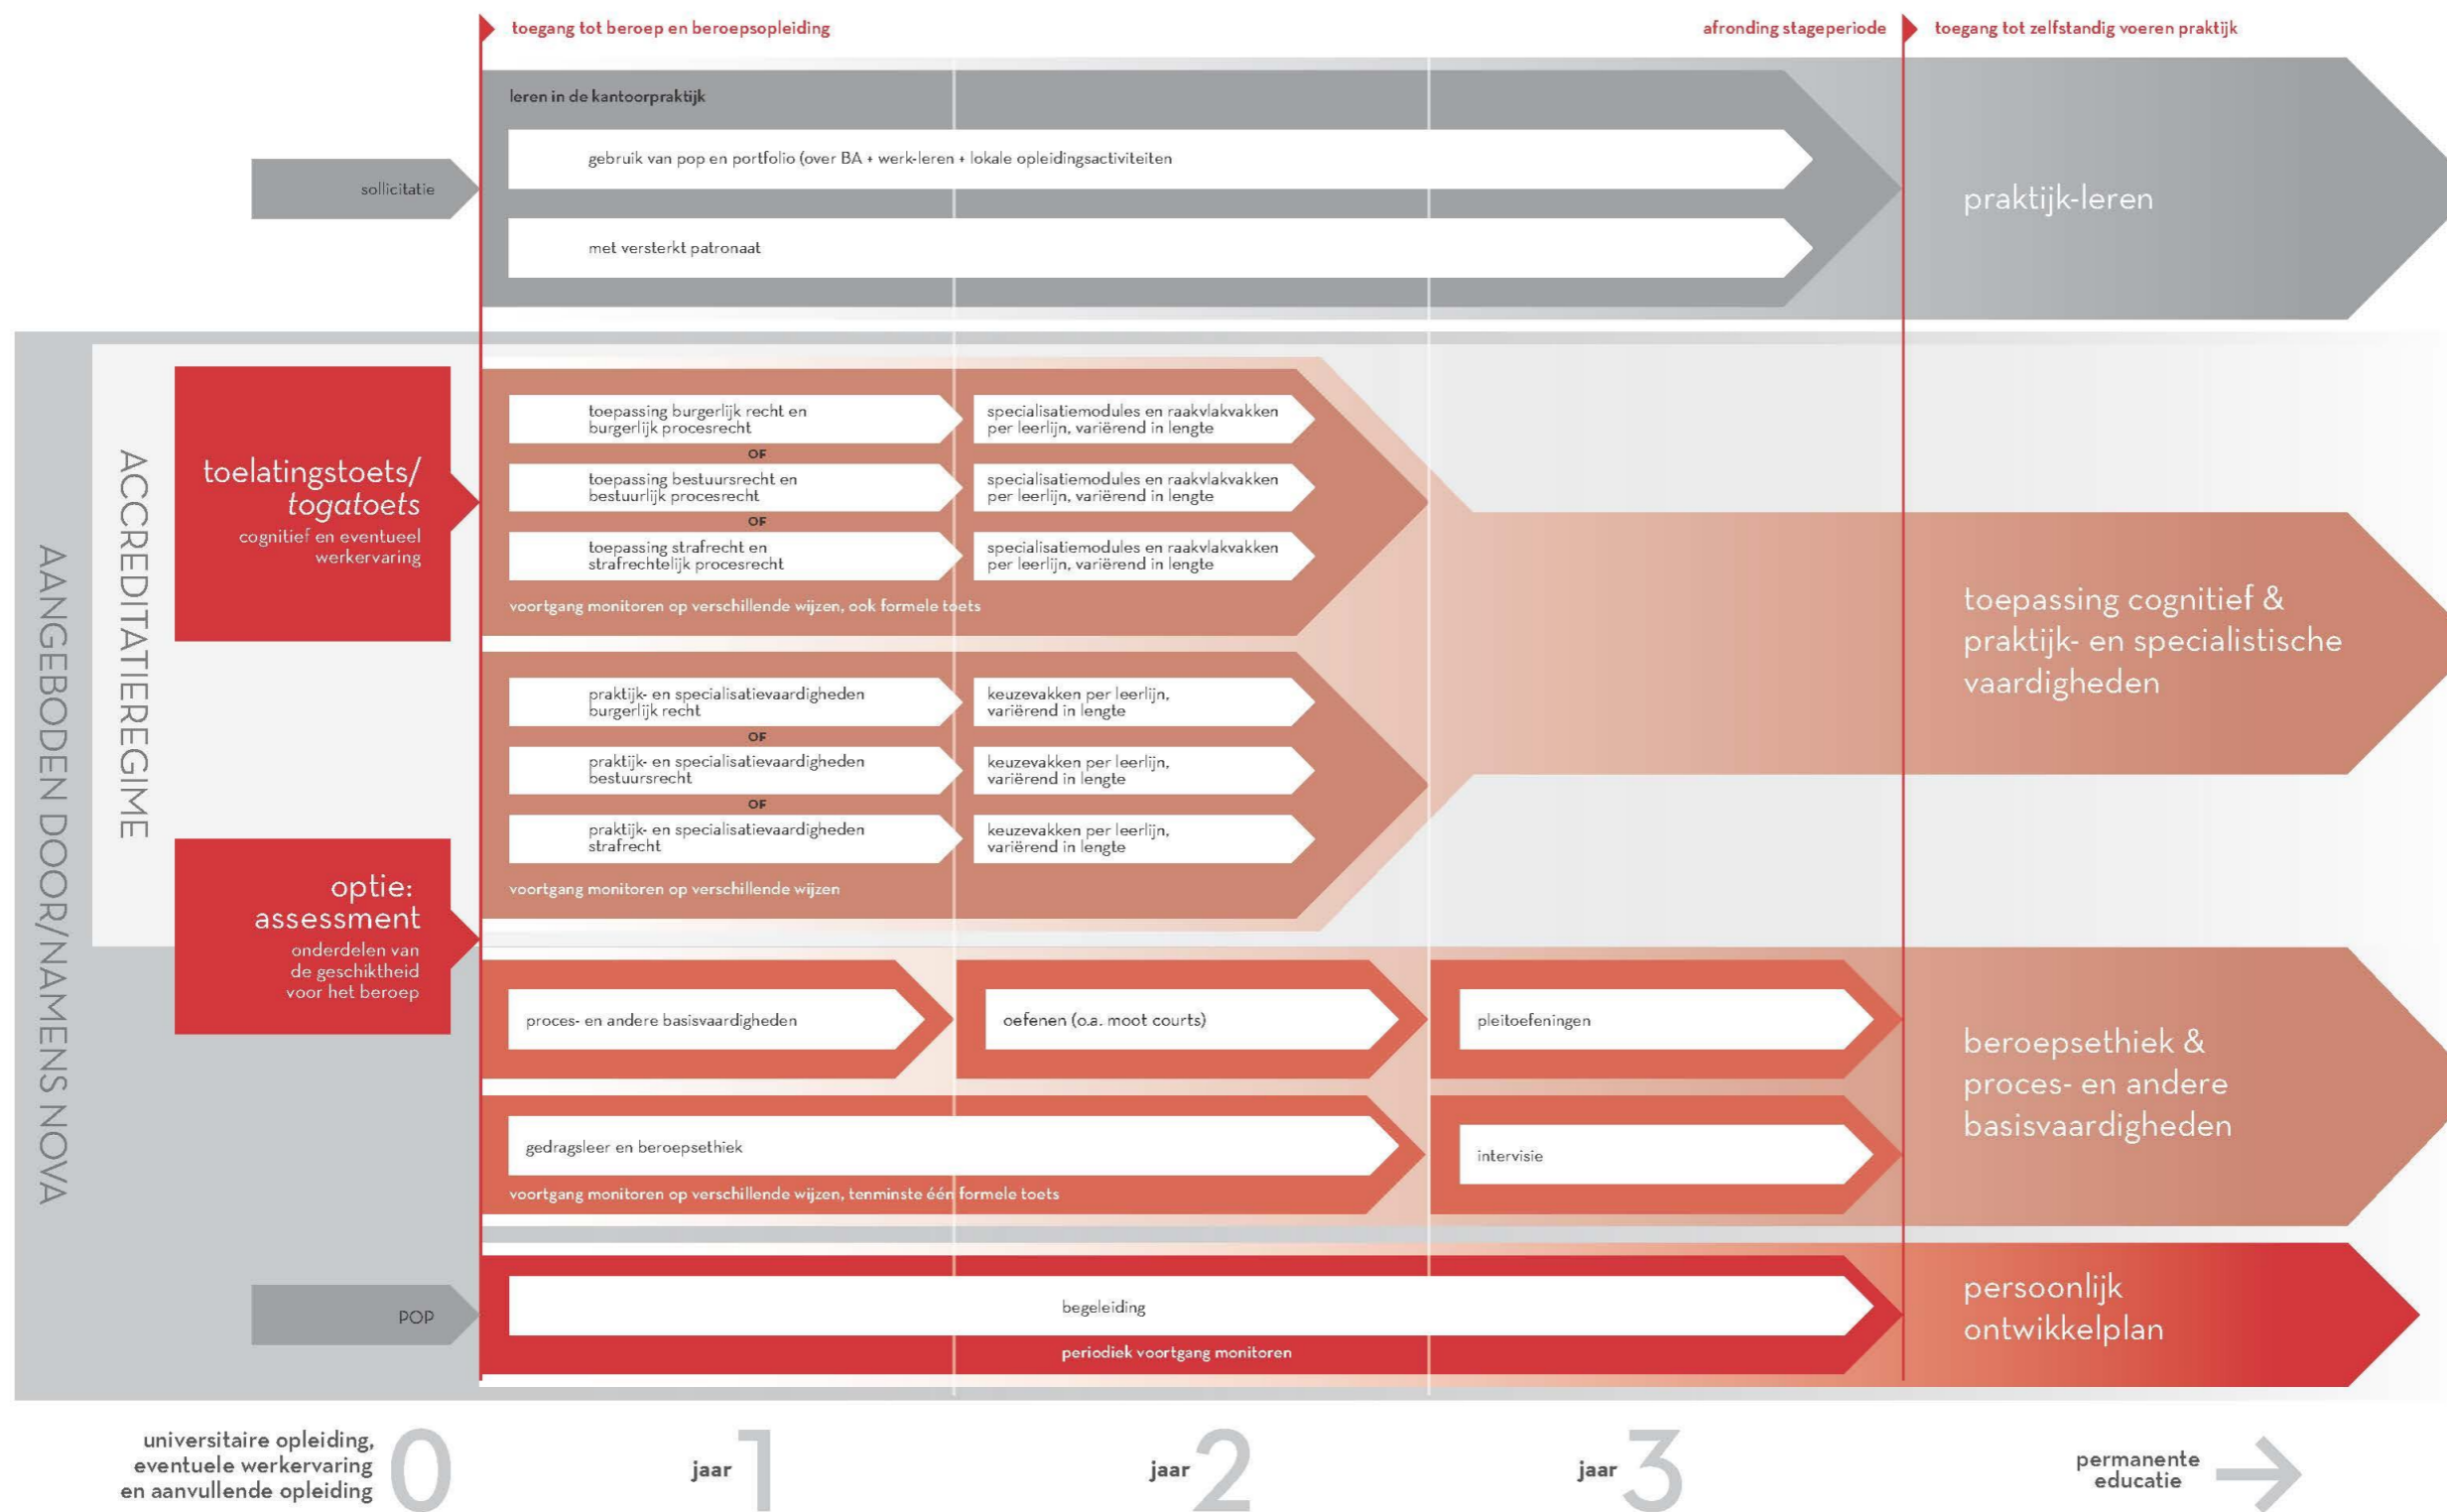 toegang tot beroep en beroepsopleiding
afronding stageperiode
toegang tot zelfstandig voeren praktijk
leren in de kantoorpraktijk
gebruik van pop en portfolio (over BA + werk-leren + lokale opleidingsactiviteiten
sollicitatie
met versterkt patronaat
praktijk-leren
AANGEBODEN DOOR/NAMENS NOVA
ACCREDITATIEREGIME
toelatingstoets/
togatoets
cognitief en eventueel
werkervaring
toepassing burgerlijk recht en
burgerlijk procesrecht
specialisatiemodules en raakvlakvakken
per leerlijn, variërend in lengte
OF
toepassing bestuursrecht en
bestuurlijk procesrecht
specialisatiemodules en raakvlakvakken
per leerlijn, variërend in lengte
OF
toepassing strafrecht en
strafrechtelijk procesrecht
specialisatiemodules en raakvlakvakken
per leerlijn, variërend in lengte
voortgang monitoren op verschillende wijzen, ook formele toets
praktijk- en specialisatievaardigheden
burgerlijk recht
keuzevakken per leerlijn,
variërend in lengte
OF
praktijk- en specialisatievaardigheden
bestuursrecht
keuzevakken per leerlijn,
variërend in lengte
OF
praktijk- en specialisatievaardigheden
strafrecht
keuzevakken per leerlijn,
variërend in lengte
voortgang monitoren op verschillende wijzen
toepassing cognitief &
praktijk- en specialistische
vaardigheden
optie:
assessment
onderdelen van
de geschiktheid
voor het beroep
proces- en andere basisvaardigheden
oefenen (o.a. moot courts)
pleitoefeningen
gedragsleer en beroepsethiek
intervisie
voortgang monitoren op verschillende wijzen, tenminste één formele toets
beroepsethiek &
proces- en andere
basisvaardigheden
POP
begeleiding
periodiek voortgang monitoren
persoonlijk
ontwikkelplan
universitaire opleiding,
eventuele werkervaring
en aanvullende opleiding
0
jaar 1
jaar 2
jaar 3
permanente
educatie